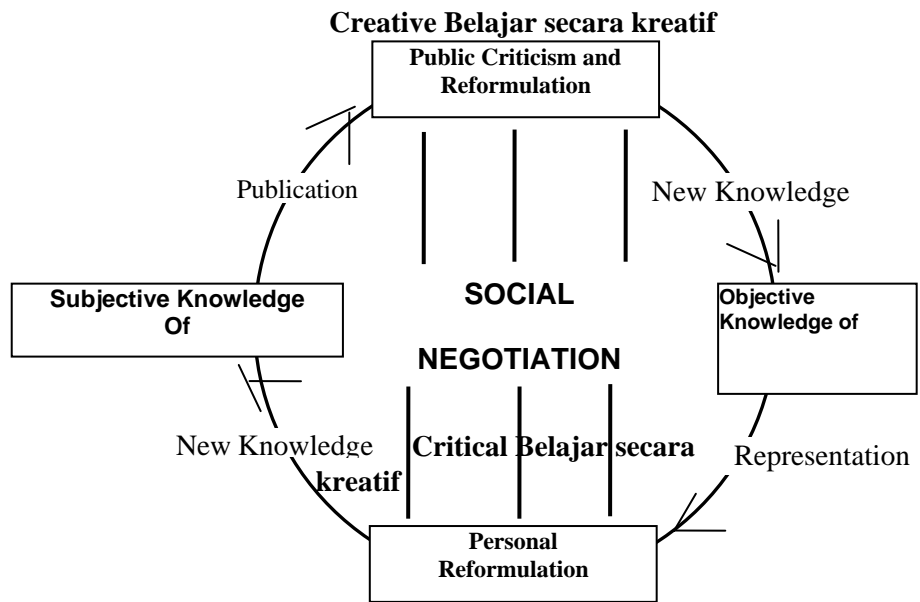 Creative Belajar secara kreatif
Public Criticism and
Reformulation
Publication
New Knowledge
Subjective Knowledge
Of
SOCIAL
NEGOTIATION
Objective
Knowledge of
New Knowledge
Critical Belajar secara
kreatif
Representation
Personal
Reformulation